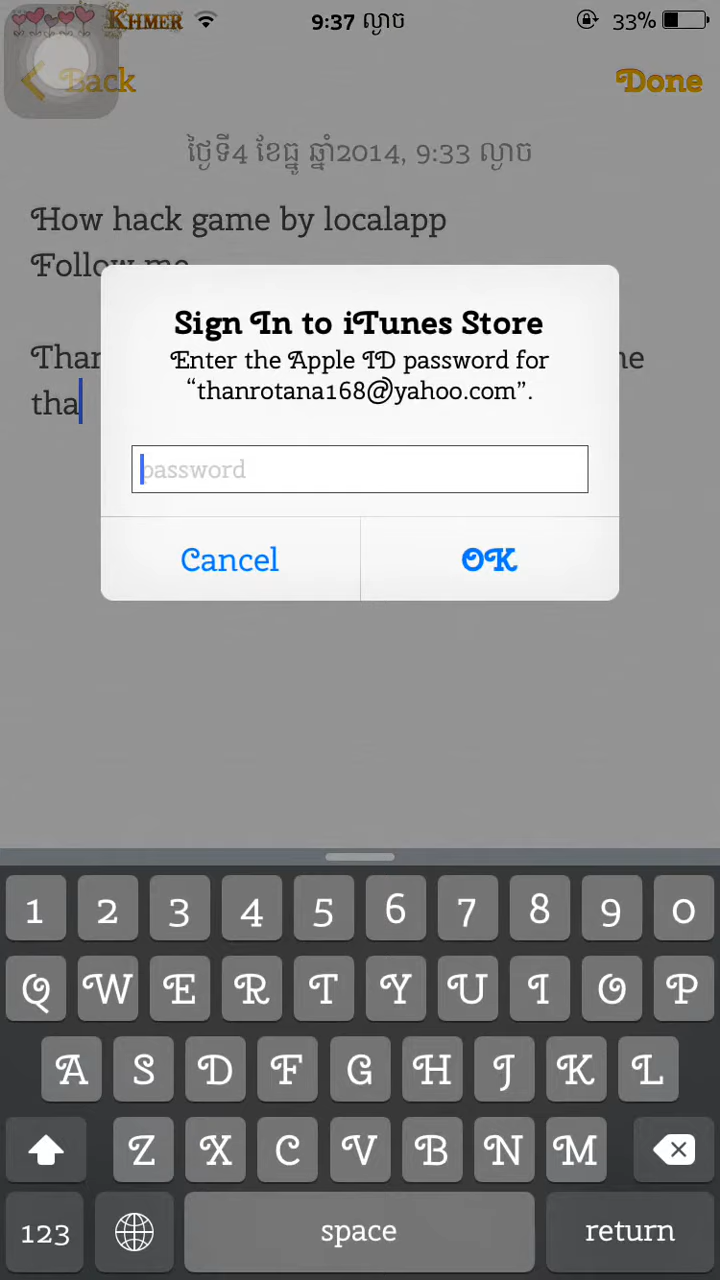 Khmer 9:37 ល្ងាច 33%
Back Done
ថ្ងៃទី4 ខែធ្នូ ឆ្នាំ2014, 9:33 ល្ងាច
How hack game by localapp
Follow me
Sign In to iTunes Store
Enter the Apple ID password for
“thanrotana168@yahoo.com”.
tha
password
Cancel OK
1 2 3 4 5 6 7 8 9 0
Q W E R T Y U I O P
A S D F G H J K L
Z X C V B N M
123 space return